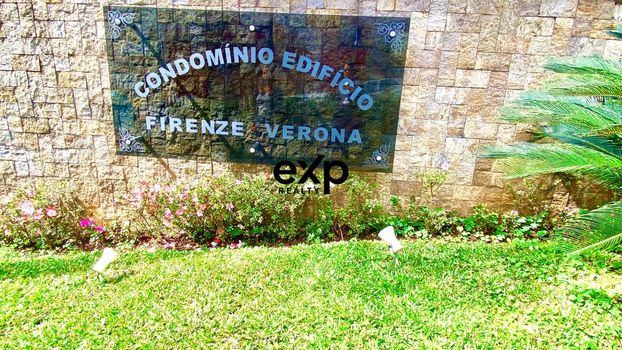 CONDOMÍNIO EDIFÍCIO
FIRENZE E VERONA
eXp
REALTY